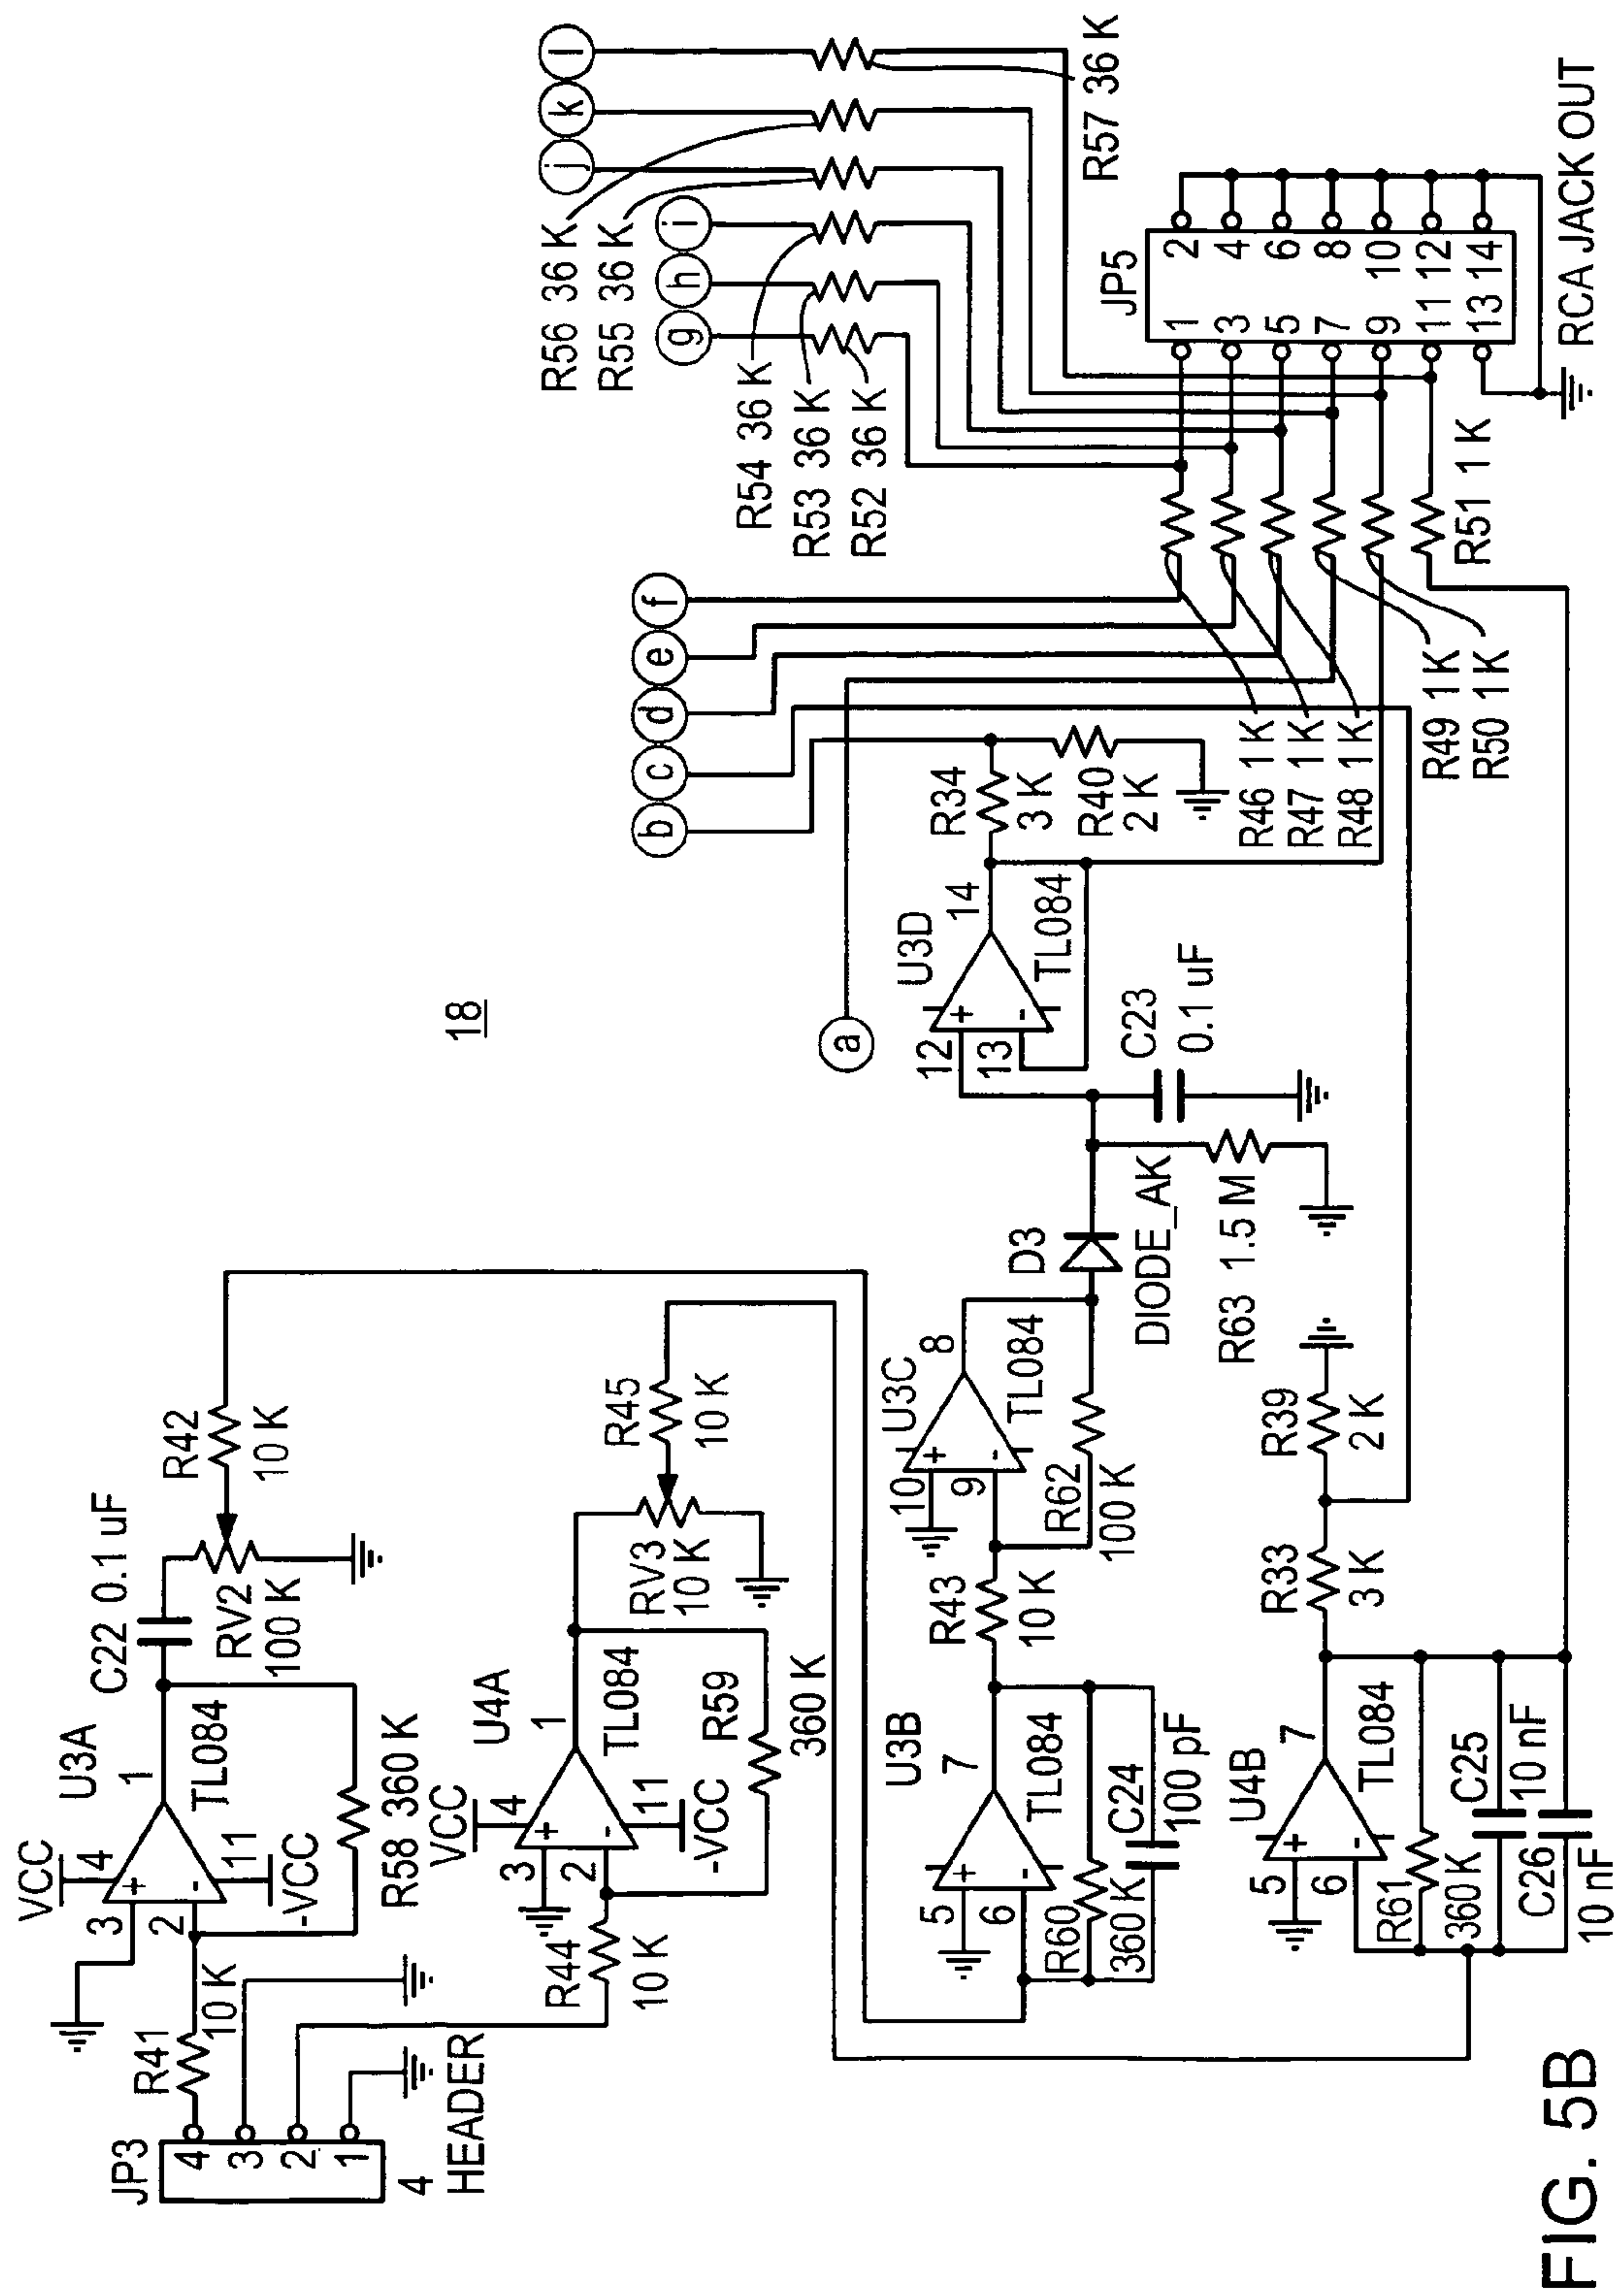 18
JP3
4
3
2
1
4
HEADER
R41
10 K
VCC
U3A
3
2
4
11
+
-
1
TL084
-VCC
R58 360 K
C22 0.1 uF
RV2
100 K
R42
10 K
R44
10 K
VCC
U4A
3
2
4
11
+
-
1
TL084
-VCC
R59
360 K
RV3
10 K
R45
10 K
U3B
5
6
+
-
7
TL084
R60
360 K
C24
100 pF
R43
10 K
U3C
10
9
+
-
8
TL084
R62
100 K
D3
DIODE_AK
R63 1.5 M
C23
0.1 uF
U3D
12
13
+
-
14
TL084
R34
3 K
R40
2 K
U4B
5
6
+
-
7
TL084
R61
360 K
C25
10 nF
C26
10 nF
R33
3 K
R39
2 K
a
b
c
d
e
f
g
h
i
j
k
l
R56 36 K
R55 36 K
R54 36 K
R53 36 K
R52 36 K
R57 36 K
R46 1 K
R47 1 K
R48 1 K
R49 1 K
R50 1 K
R51 1 K
JP5
1 2
3 4
5 6
7 8
9 10
11 12
13 14
RCA JACK OUT
FIG. 5B